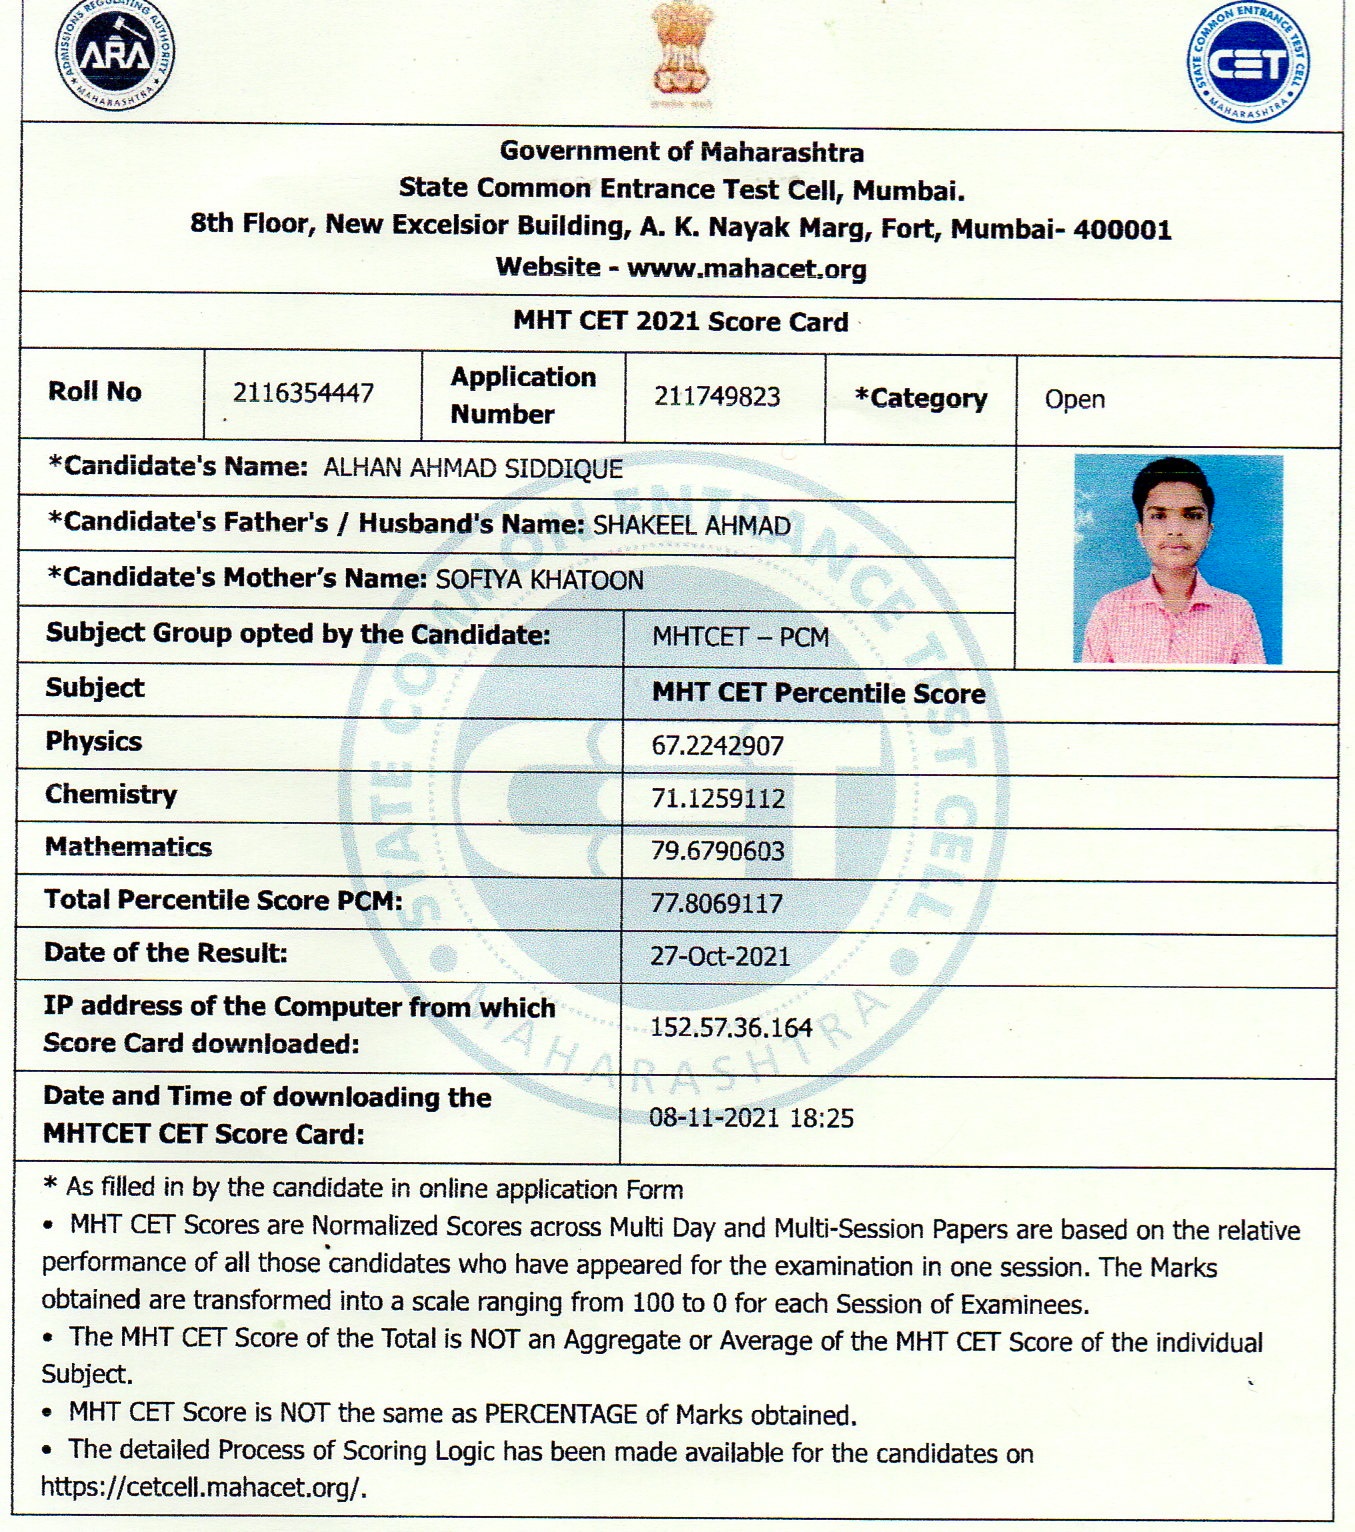 ADMISSIONS REGULATING AUTHORITY
ARA
MAHARASHTRA
STATE COMMON ENTRANCE TEST CELL
CET
MAHARASHTRA
Government of Maharashtra
State Common Entrance Test Cell, Mumbai.
8th Floor, New Excelsior Building, A. K. Nayak Marg, Fort, Mumbai- 400001
Website - www.mahacet.org
MHT CET 2021 Score Card
Roll No 2116354447 Application Number 211749823 *Category Open
*Candidate's Name: ALHAN AHMAD SIDDIQUE
*Candidate's Father's / Husband's Name: SHAKEEL AHMAD
*Candidate's Mother’s Name: SOFIYA KHATOON
Subject Group opted by the Candidate: MHTCET – PCM
Subject MHT CET Percentile Score
Physics 67.2242907
Chemistry 71.1259112
Mathematics 79.6790603
Total Percentile Score PCM: 77.8069117
Date of the Result: 27-Oct-2021
IP address of the Computer from which
Score Card downloaded: 152.57.36.164
Date and Time of downloading the
MHTCET CET Score Card: 08-11-2021 18:25
STATE COMMON ENTRANCE TEST CELL
MAHARASHTRA
* As filled in by the candidate in online application Form
• MHT CET Scores are Normalized Scores across Multi Day and Multi-Session Papers are based on the relative
performance of all those candidates who have appeared for the examination in one session. The Marks
obtained are transformed into a scale ranging from 100 to 0 for each Session of Examinees.
• The MHT CET Score of the Total is NOT an Aggregate or Average of the MHT CET Score of the individual
Subject.
• MHT CET Score is NOT the same as PERCENTAGE of Marks obtained.
• The detailed Process of Scoring Logic has been made available for the candidates on
https://cetcell.mahacet.org/.